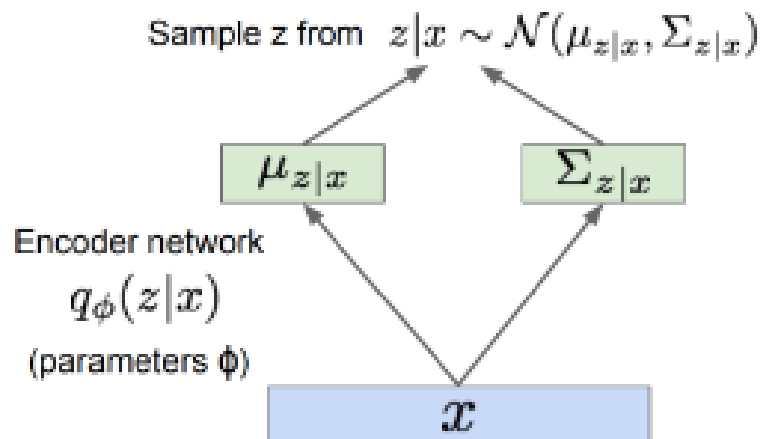 Sample z from z|x ∼ 𝒩(μ_{z|x}, Σ_{z|x})
μ_{z|x} Σ_{z|x}
Encoder network
q_ϕ(z|x)
(parameters ϕ)
x